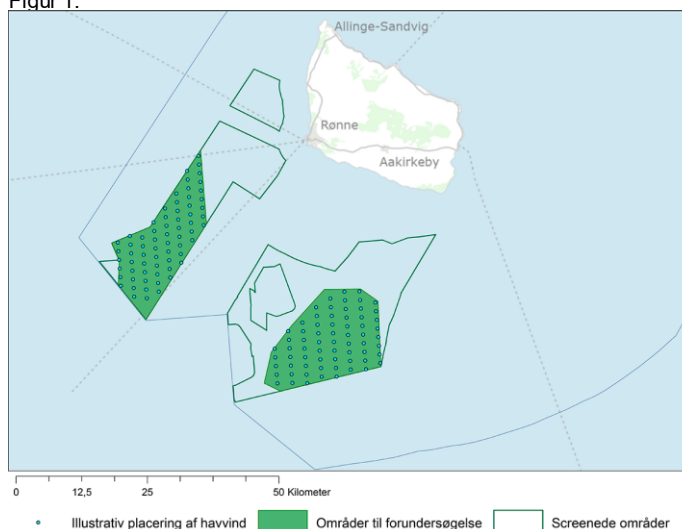 Figur 1.
Allinge-Sandvig
Rønne
Aakirkeby
0 12,5 25 50 Kilometer
Illustrativ placering af havvind Områder til forundersøgelse Screenede områder